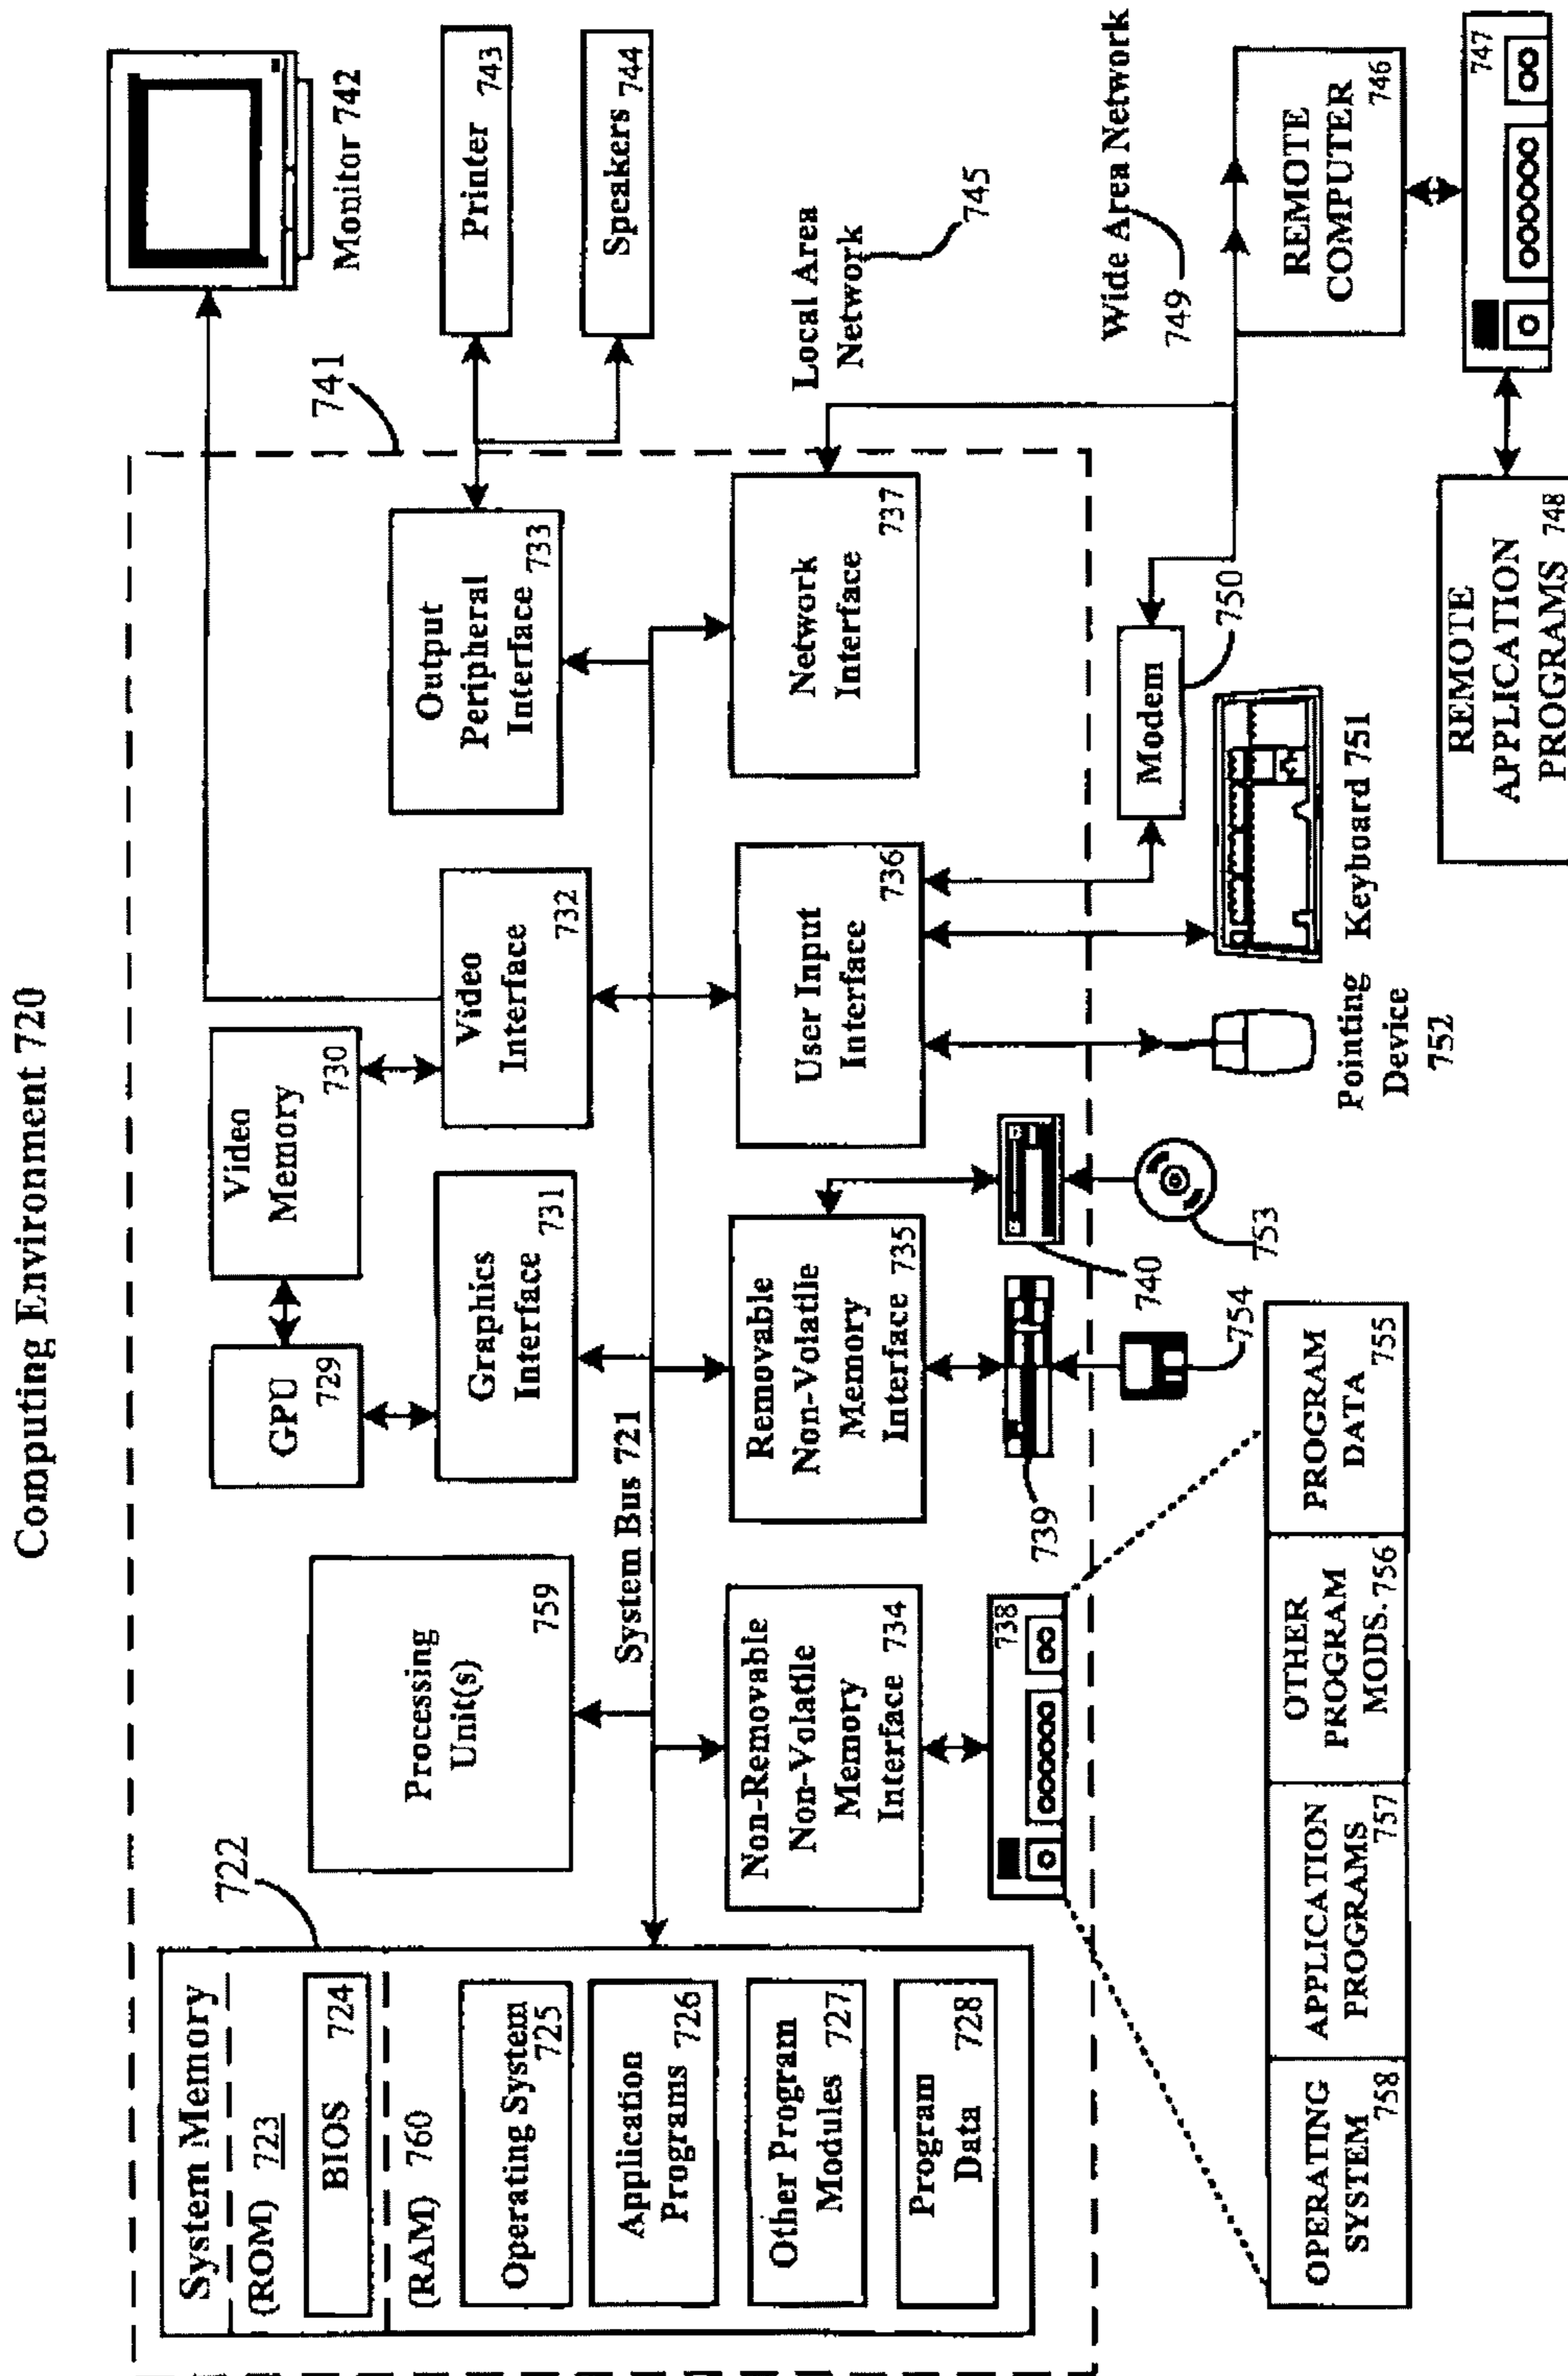 Computing Environment 720
System Memory
(ROM) 723
BIOS 724
(RAM) 760
Operating System
725
Application
Programs 726
Other Program
Modules 727
Program
Data 728
722
Processing
Unit(s)
759
System Bus 721
GPU
729
Video
Memory
730
Graphics
Interface
731
Video
Interface
732
Output
Peripheral
Interface 733
741
Monitor 742
Printer
743
Speakers
744
Non-Removable
Non-Volatile
Memory
Interface 734
Removable
Non-Volatile
Memory
Interface 735
User Input
Interface
736
Network
Interface
737
Local Area
Network
745
738
739
740
754
753
Modem
750
Wide Area Network
749
Pointing
Device
752
Keyboard 751
REMOTE
COMPUTER
746
747
REMOTE
APPLICATION
PROGRAMS 748
OPERATING
SYSTEM
758
APPLICATION
PROGRAMS
757
OTHER
PROGRAM
MODS. 756
PROGRAM
DATA
755